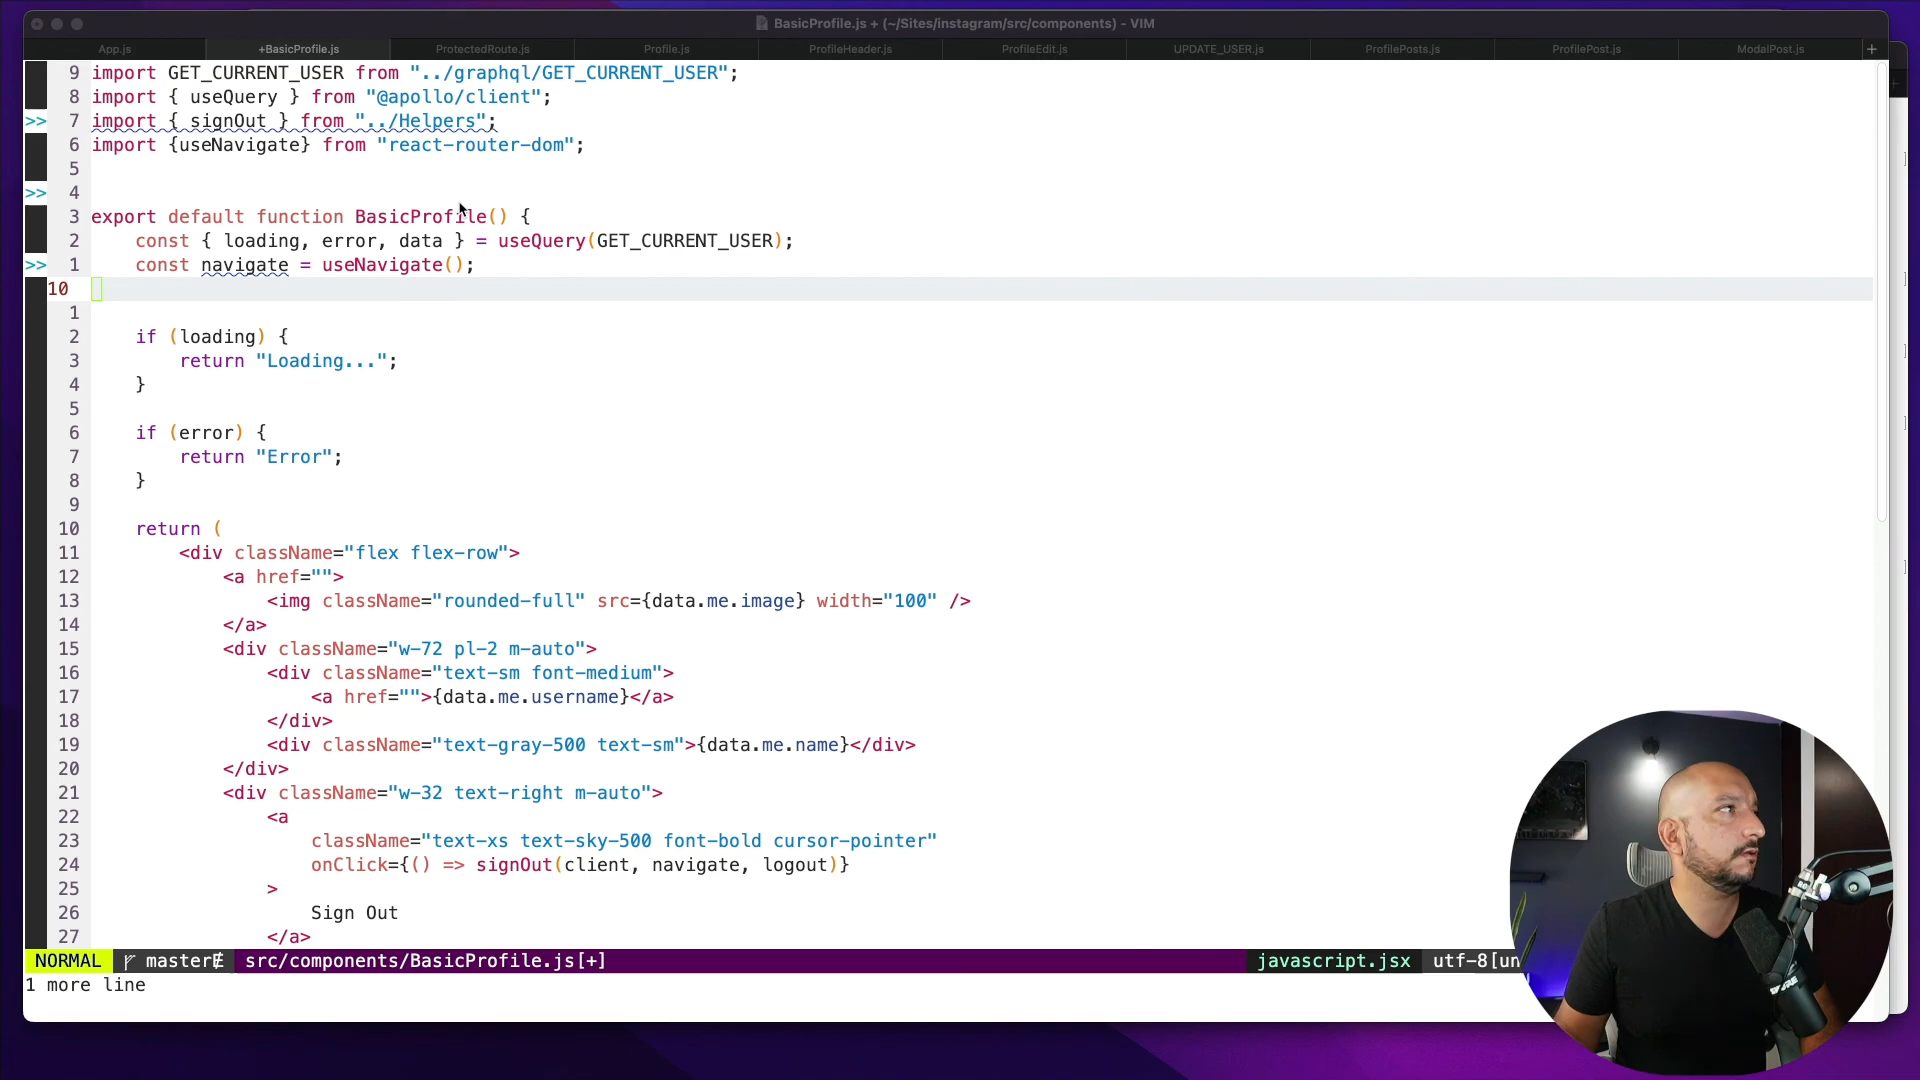 BasicProfile.js + (~/Sites/instagram/src/components) - VIM
App.js +BasicProfile.js ProtectedRoute.js Profile.js ProfileHeader.js ProfileEdit.js UPDATE_USER.js ProfilePosts.js ProfilePost.js ModalPost.js +
9 import GET_CURRENT_USER from "../graphql/GET_CURRENT_USER";
8 import { useQuery } from "@apollo/client";
>> 7 import { signOut } from "../Helpers";
6 import {useNavigate} from "react-router-dom";
5
>> 4
3 export default function BasicProfile() {
2 const { loading, error, data } = useQuery(GET_CURRENT_USER);
>> 1 const navigate = useNavigate();
10
1
2 if (loading) {
3 return "Loading...";
4 }
5
6 if (error) {
7 return "Error";
8 }
9
10 return (
11 <div className="flex flex-row">
12 <a href="">
13 <img className="rounded-full" src={data.me.image} width="100" />
14 </a>
15 <div className="w-72 pl-2 m-auto">
16 <div className="text-sm font-medium">
17 <a href="">{data.me.username}</a>
18 </div>
19 <div className="text-gray-500 text-sm">{data.me.name}</div>
20 </div>
21 <div className="w-32 text-right m-auto">
22 <a
23 className="text-xs text-sky-500 font-bold cursor-pointer"
24 onClick={() => signOut(client, navigate, logout)}
25 >
26 Sign Out
27 </a>
NORMAL master src/components/BasicProfile.js[+] javascript.jsx utf-8[un
1 more line